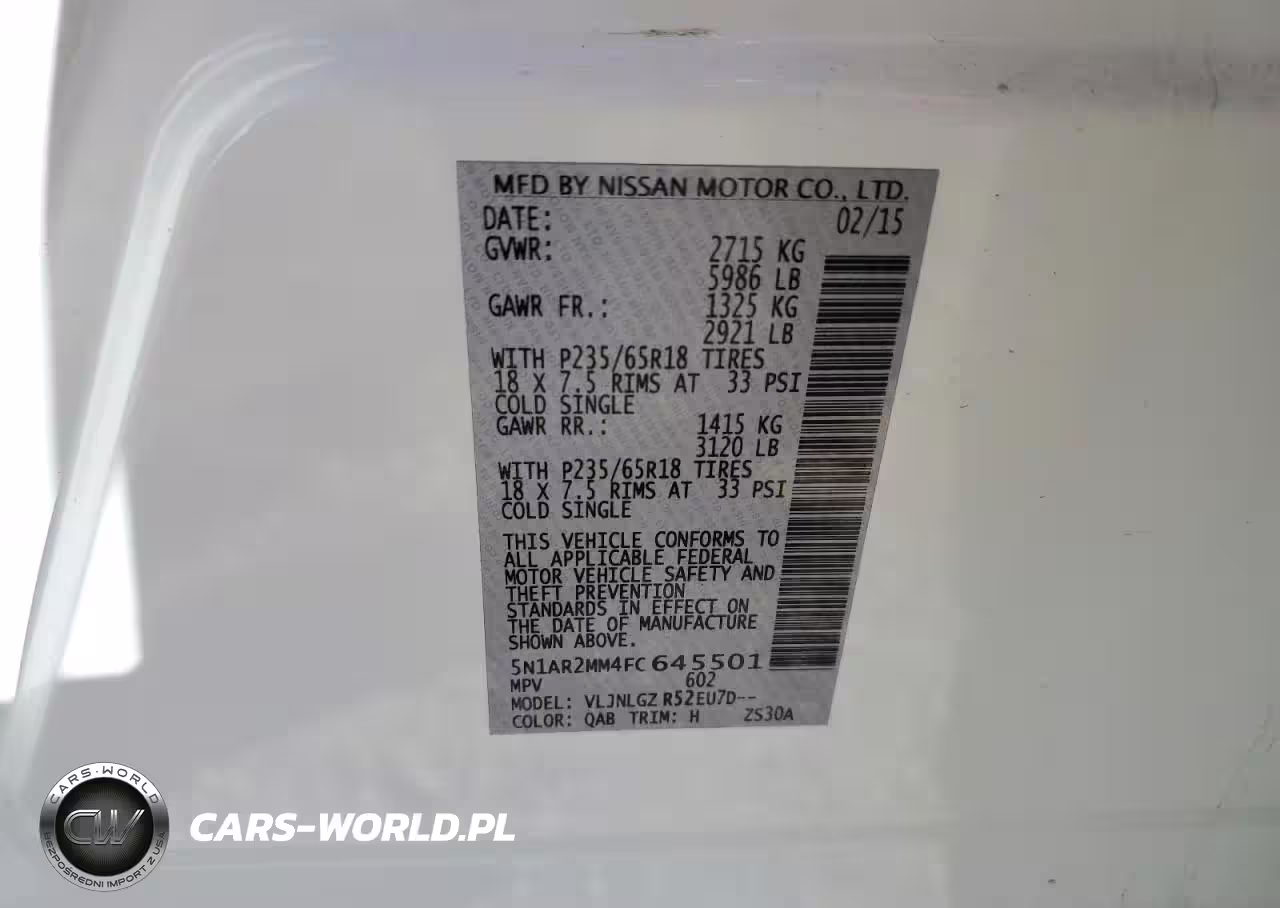 MFD BY NISSAN MOTOR CO., LTD.
DATE: 02/15
GVWR: 2715 KG
5986 LB
GAWR FR.: 1325 KG
2921 LB
WITH P235/65R18 TIRES
18 X 7.5 RIMS AT 33 PSI
COLD SINGLE
GAWR RR.: 1415 KG
3120 LB
WITH P235/65R18 TIRES
18 X 7.5 RIMS AT 33 PSI
COLD SINGLE
THIS VEHICLE CONFORMS TO
ALL APPLICABLE FEDERAL
MOTOR VEHICLE SAFETY AND
THEFT PREVENTION
STANDARDS IN EFFECT ON
THE DATE OF MANUFACTURE
SHOWN ABOVE.
5N1AR2MM4FC645501
MPV 602
MODEL: VLJNLGZ R52EU7D--
COLOR: QAB TRIM: H ZS30A
CARS-WORLD
CW
BEZPOŚREDNI IMPORT Z USA
CARS-WORLD.PL